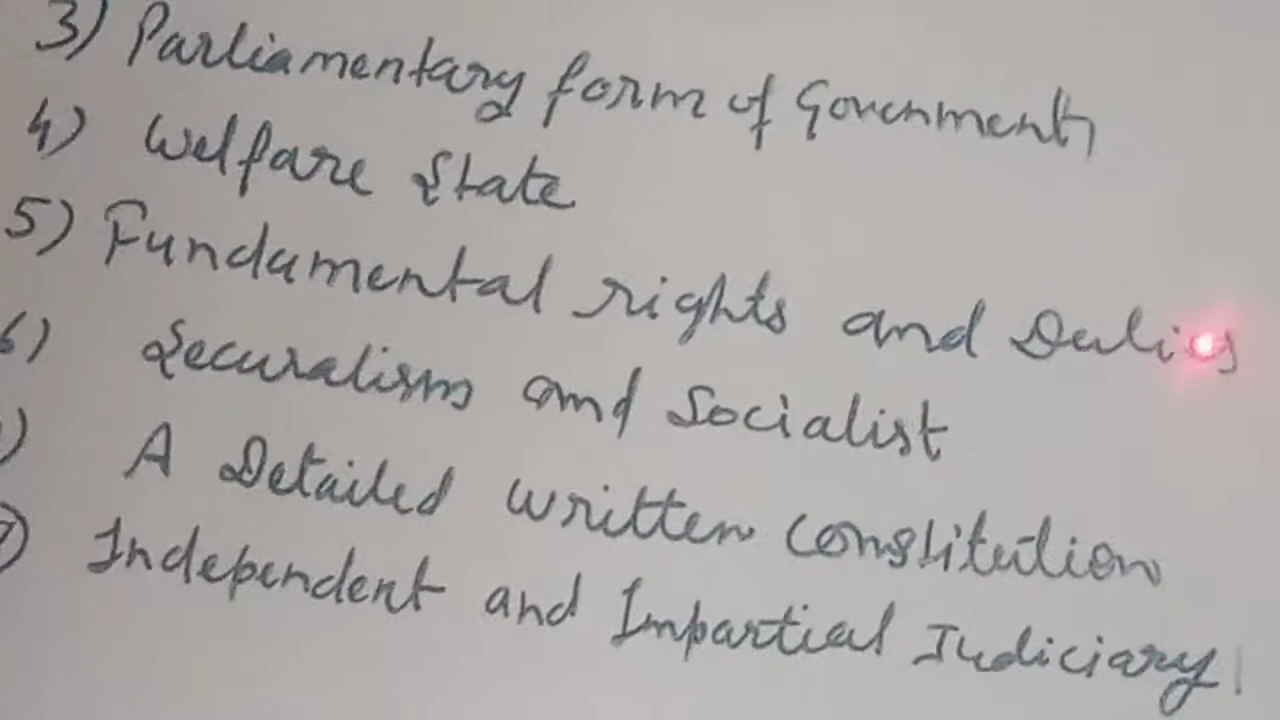 3) Parliamentary form of Government
4) Welfare State
5) Fundamental rights and Duties
6) Securalism and Socialist
) A Detailed written Constitution
) Independent and Impartial Judiciary